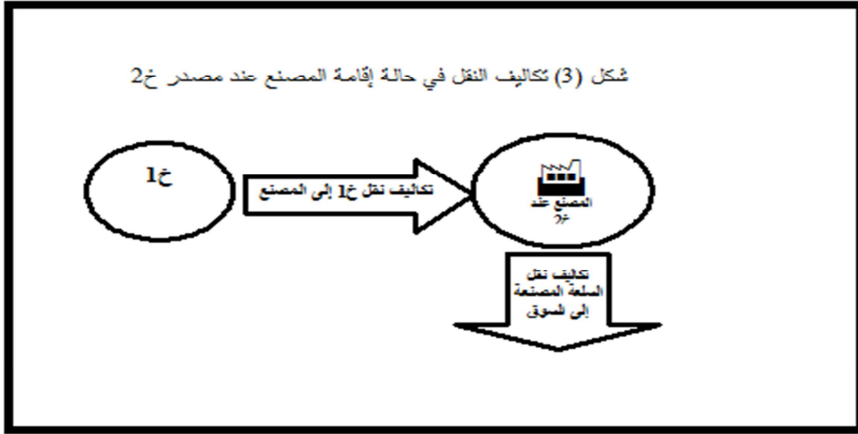 شكل (3) تكاليف النقل في حالة إقامة المصنع عند مصدر خ2
خ1
تكاليف نقل خ1 إلى المصنع
المصنع عند
خ2
تكاليف نقل
السلعة المصنعة
إلى السوق